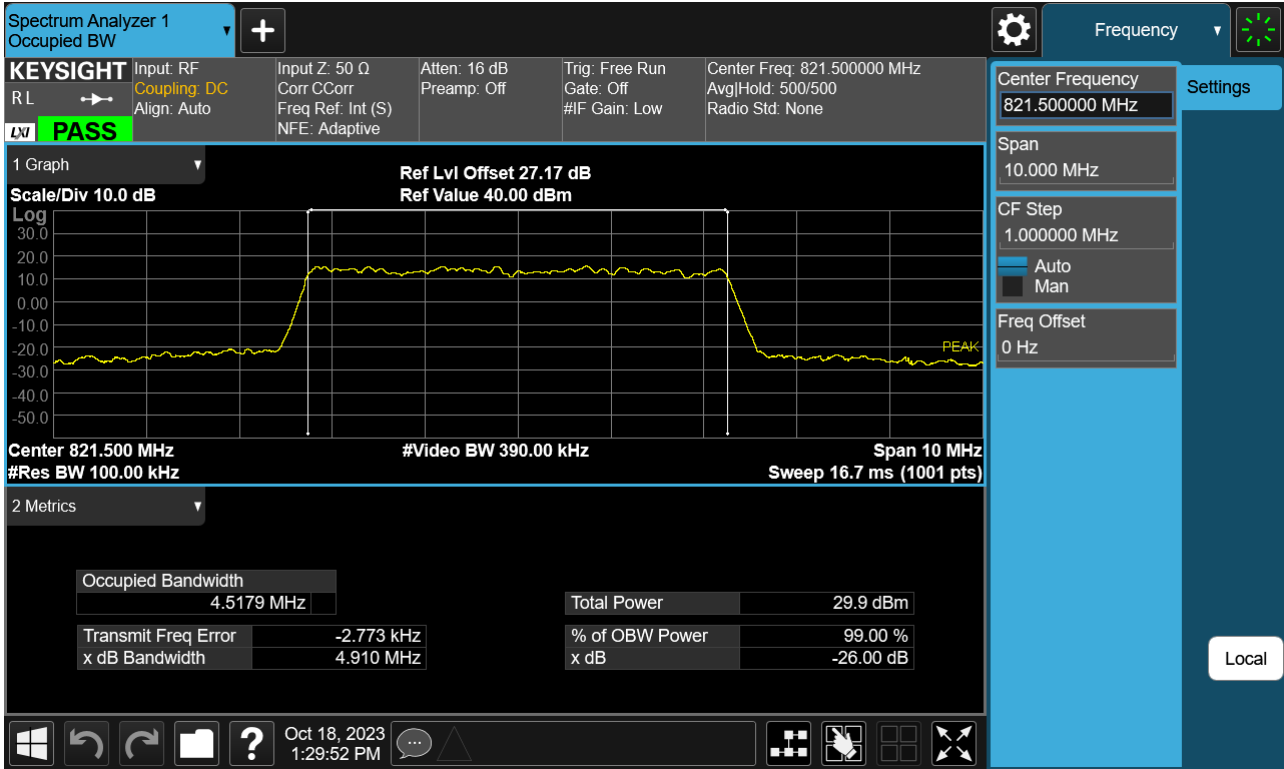 Spectrum Analyzer 1
Occupied BW
Frequency
KEYSIGHT
R L
LXI PASS
Input: RF
Coupling: DC
Align: Auto
Input Z: 50 Ω
Corr CCorr
Freq Ref: Int (S)
NFE: Adaptive
Atten: 16 dB
Preamp: Off
Trig: Free Run
Gate: Off
#IF Gain: Low
Center Freq: 821.500000 MHz
Avg|Hold: 500/500
Radio Std: None
1 Graph
Scale/Div 10.0 dB
Ref Lvl Offset 27.17 dB
Ref Value 40.00 dBm
Log
30.0
20.0
10.0
0.00
-10.0
-20.0
-30.0
-40.0
-50.0
PEAK
Center 821.500 MHz
#Video BW 390.00 kHz
Span 10 MHz
#Res BW 100.00 kHz
Sweep 16.7 ms (1001 pts)
2 Metrics
Occupied Bandwidth
4.5179 MHz
Total Power 29.9 dBm
Transmit Freq Error -2.773 kHz
% of OBW Power 99.00 %
x dB Bandwidth 4.910 MHz
x dB -26.00 dB
Oct 18, 2023
1:29:52 PM
Center Frequency
821.500000 MHz
Settings
Span
10.000 MHz
CF Step
1.000000 MHz
Auto
Man
Freq Offset
0 Hz
Local